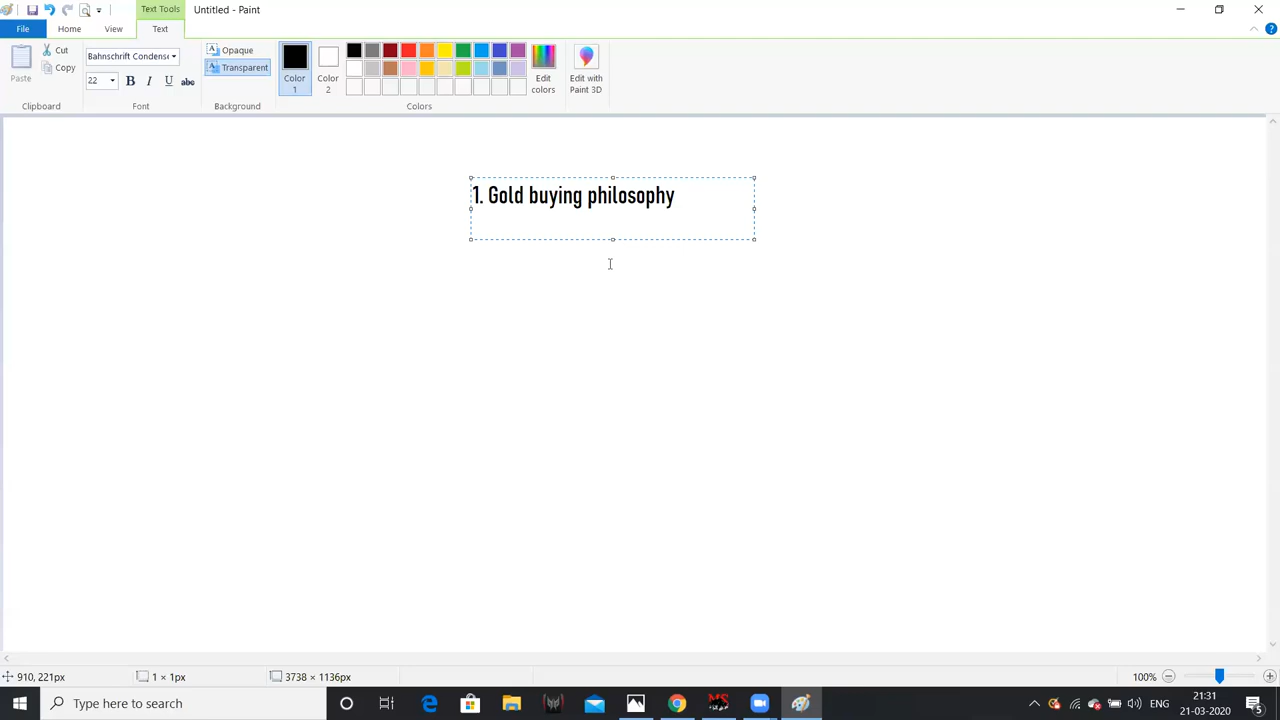 Text Tools
Untitled - Paint
File
Home
View
Text
Paste
Cut
Copy
Clipboard
Bahnschrift Condens
22
B I U abc
Font
Opaque
Transparent
Background
Color 1
Color 2
Colors
Edit colors
Edit with Paint 3D
1. Gold buying philosophy
910, 221px
1 × 1px
3738 × 1136px
100%
Type here to search
ENG
21:31
21-03-2020
5